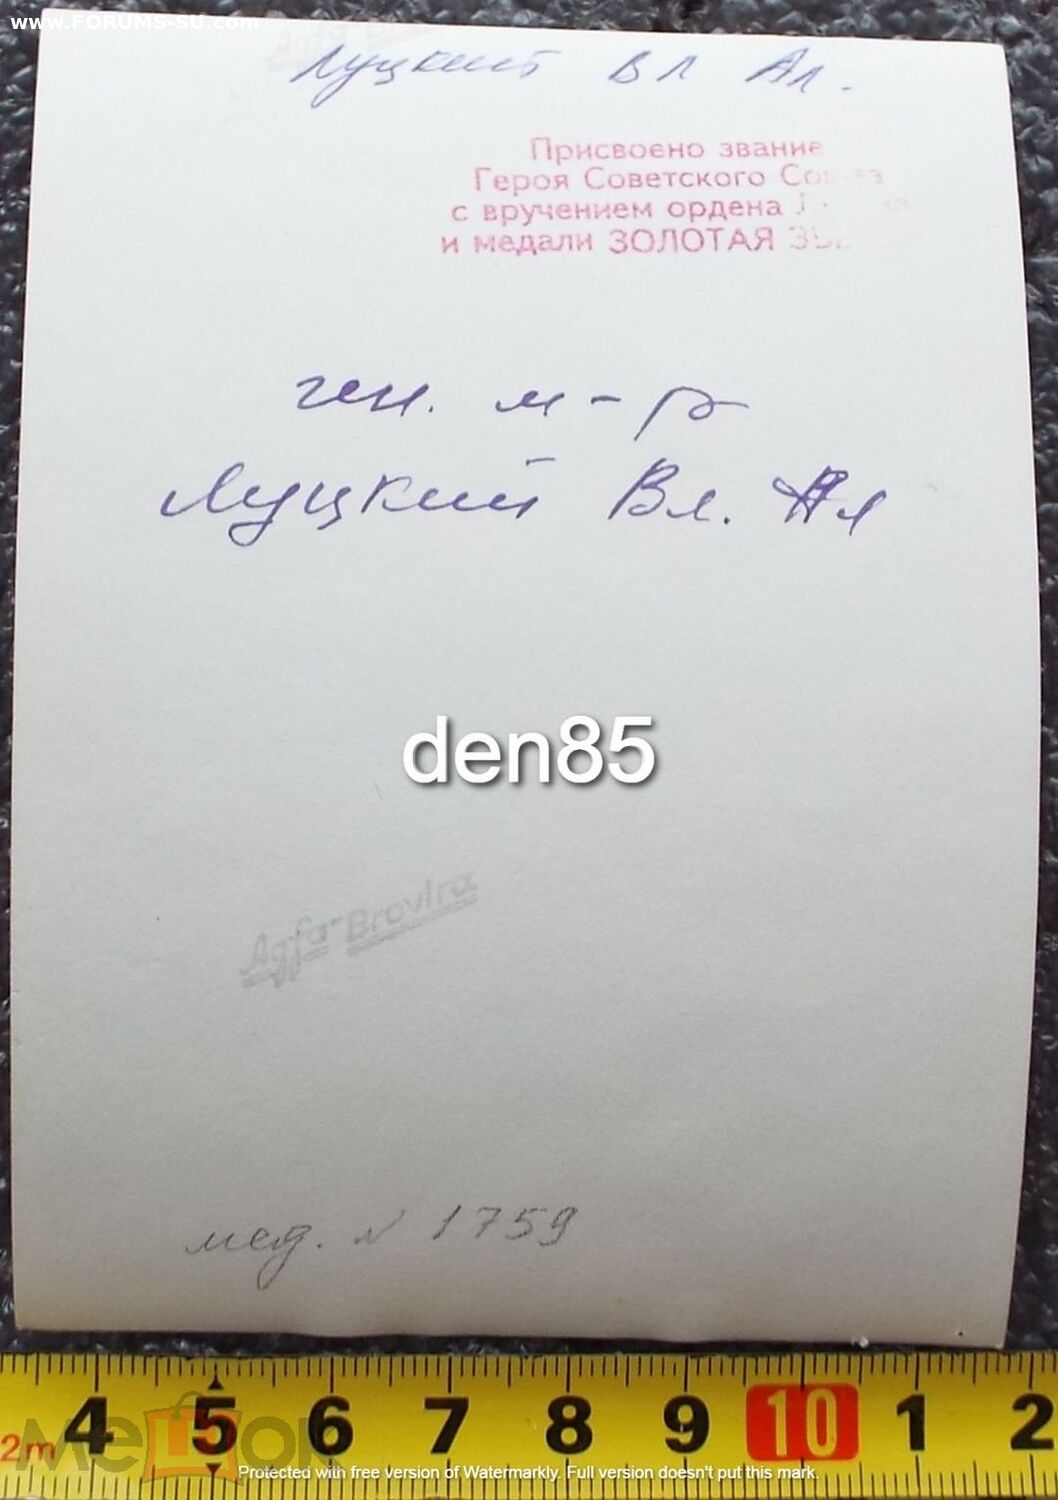 www.FORUMS-SU.com
Луцкий Вл Ал.
Присвоено звание
Героя Советского
с вручением ордена
и медали ЗОЛОТАЯ
ген. м-р
Луцкий Вл. Ал
den85
Agfa-Brovira
мед. № 1759
2m 4 5 6 7 8 9 10 1 2
мешок
Protected with free version of Watermarkly. Full version doesn't put this mark.